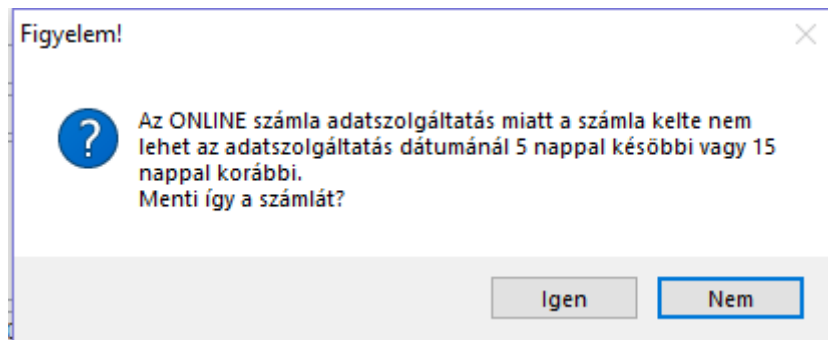 Figyelem!
Az ONLINE számla adatszolgáltatás miatt a számla kelte nem
lehet az adatszolgáltatás dátumánál 5 nappal késöbbi vagy 15
nappal korábbi.
Menti így a számlát?
Igen
Nem